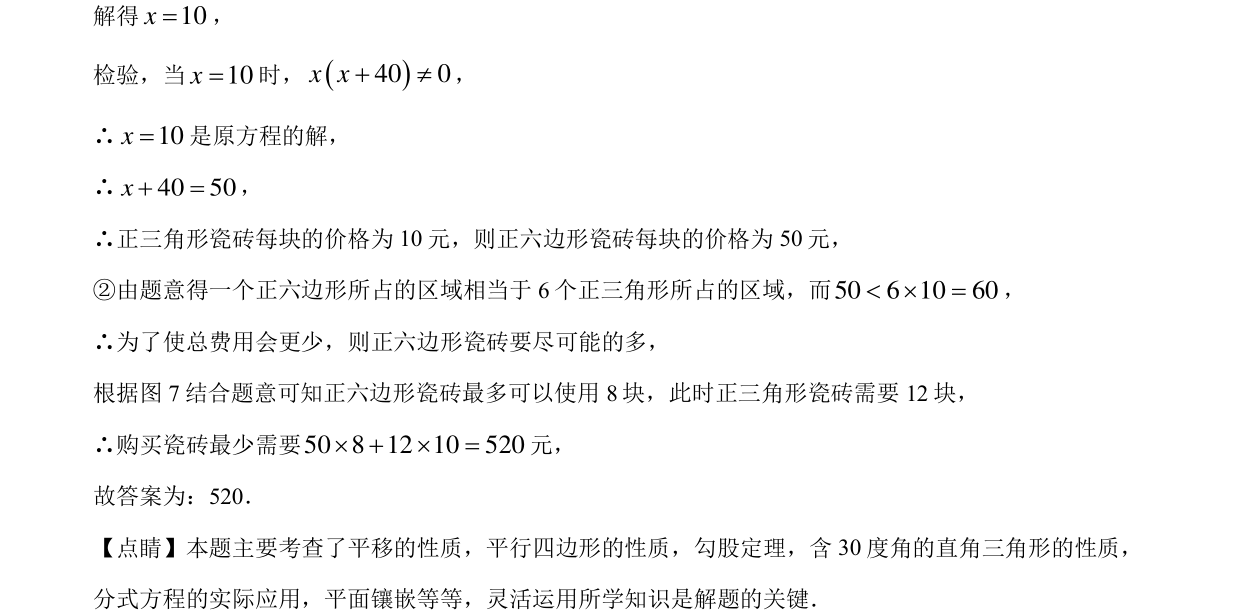 解得 x=10，
检验，当 x=10 时，x(x+40)≠0，
∴ x=10 是原方程的解，
∴ x+40=50，
∴正三角形瓷砖每块的价格为 10 元，则正六边形瓷砖每块的价格为 50 元，
②由题意得一个正六边形所占的区域相当于 6 个正三角形所占的区域，而50<6×10=60，
∴为了使总费用会更少，则正六边形瓷砖要尽可能的多，
根据图 7 结合题意可知正六边形瓷砖最多可以使用 8 块，此时正三角形瓷砖需要 12 块，
∴购买瓷砖最少需要50×8+12×10=520 元，
故答案为：520．
【点睛】本题主要考查了平移的性质，平行四边形的性质，勾股定理，含 30 度角的直角三角形的性质，
分式方程的实际应用，平面镶嵌等等，灵活运用所学知识是解题的关键．